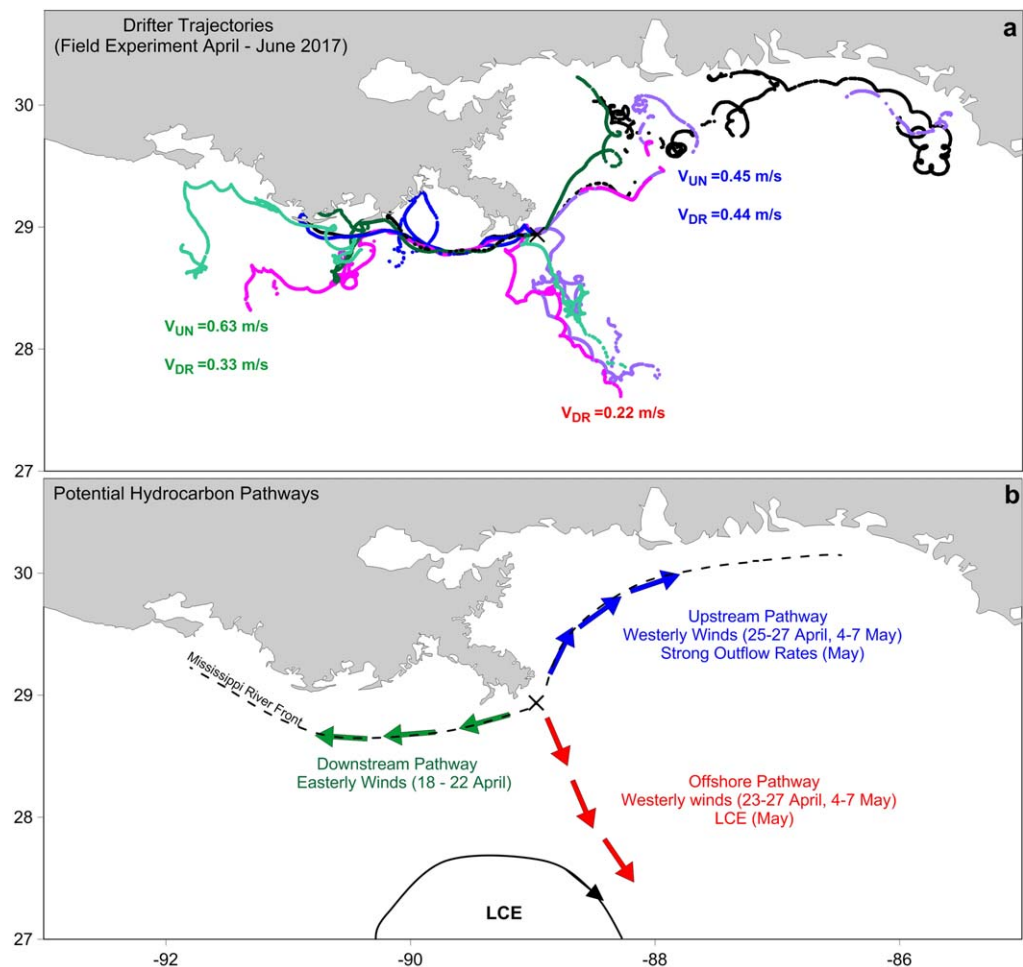 Drifter Trajectories
(Field Experiment April - June 2017)
a
30
29
28
27
V_UN =0.45 m/s
V_DR =0.44 m/s
V_UN =0.63 m/s
V_DR =0.33 m/s
V_DR =0.22 m/s
Potential Hydrocarbon Pathways
b
30
29
28
27
Upstream Pathway
Westerly Winds (25-27 April, 4-7 May)
Strong Outflow Rates (May)
Mississippi River Front
Downstream Pathway
Easterly Winds (18 - 22 April)
Offshore Pathway
Westerly winds (23-27 April, 4-7 May)
LCE (May)
LCE
-92
-90
-88
-86